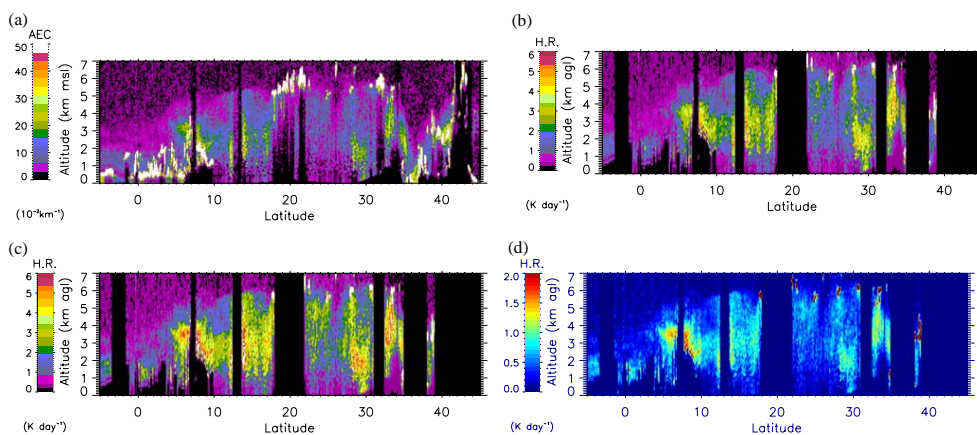 (a)
AEC
50
40
30
20
10
0
(10⁻³km⁻¹)
Altitude (km msl)
7
6
5
4
3
2
1
0
0 10 20 30 40
Latitude
(b)
H.R.
6
5
4
3
2
1
0
(K day⁻¹)
Altitude (km agl)
7
6
5
4
3
2
1
0
0 10 20 30 40
Latitude
(c)
H.R.
6
5
4
3
2
1
0
(K day⁻¹)
Altitude (km agl)
7
6
5
4
3
2
1
0
0 10 20 30 40
Latitude
(d)
H.R.
2.0
1.5
1.0
0.5
0.0
(K day⁻¹)
Altitude (km agl)
7
6
5
4
3
2
1
0
0 10 20 30 40
Latitude